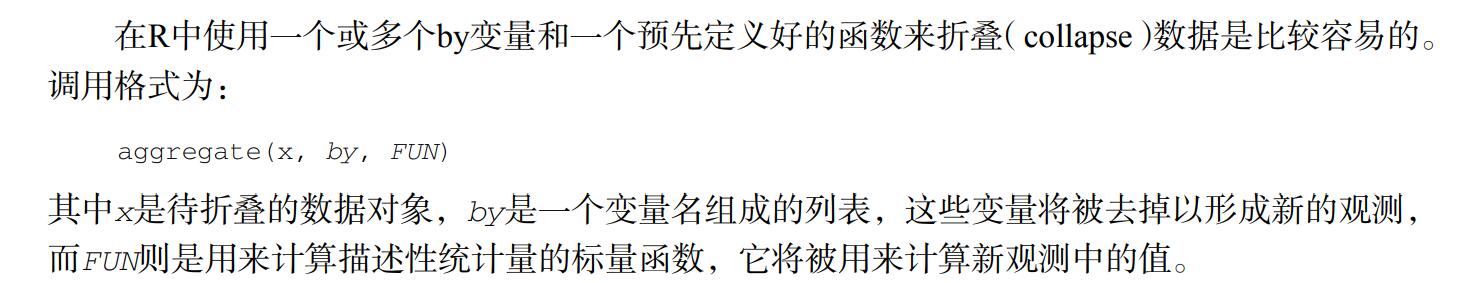 在R中使用一个或多个by变量和一个预先定义好的函数来折叠（collapse）数据是比较容易的。
调用格式为：
aggregate(x, by, FUN)
其中x是待折叠的数据对象，by是一个变量名组成的列表，这些变量将被去掉以形成新的观测，
而FUN则是用来计算描述性统计量的标量函数，它将被用来计算新观测中的值。